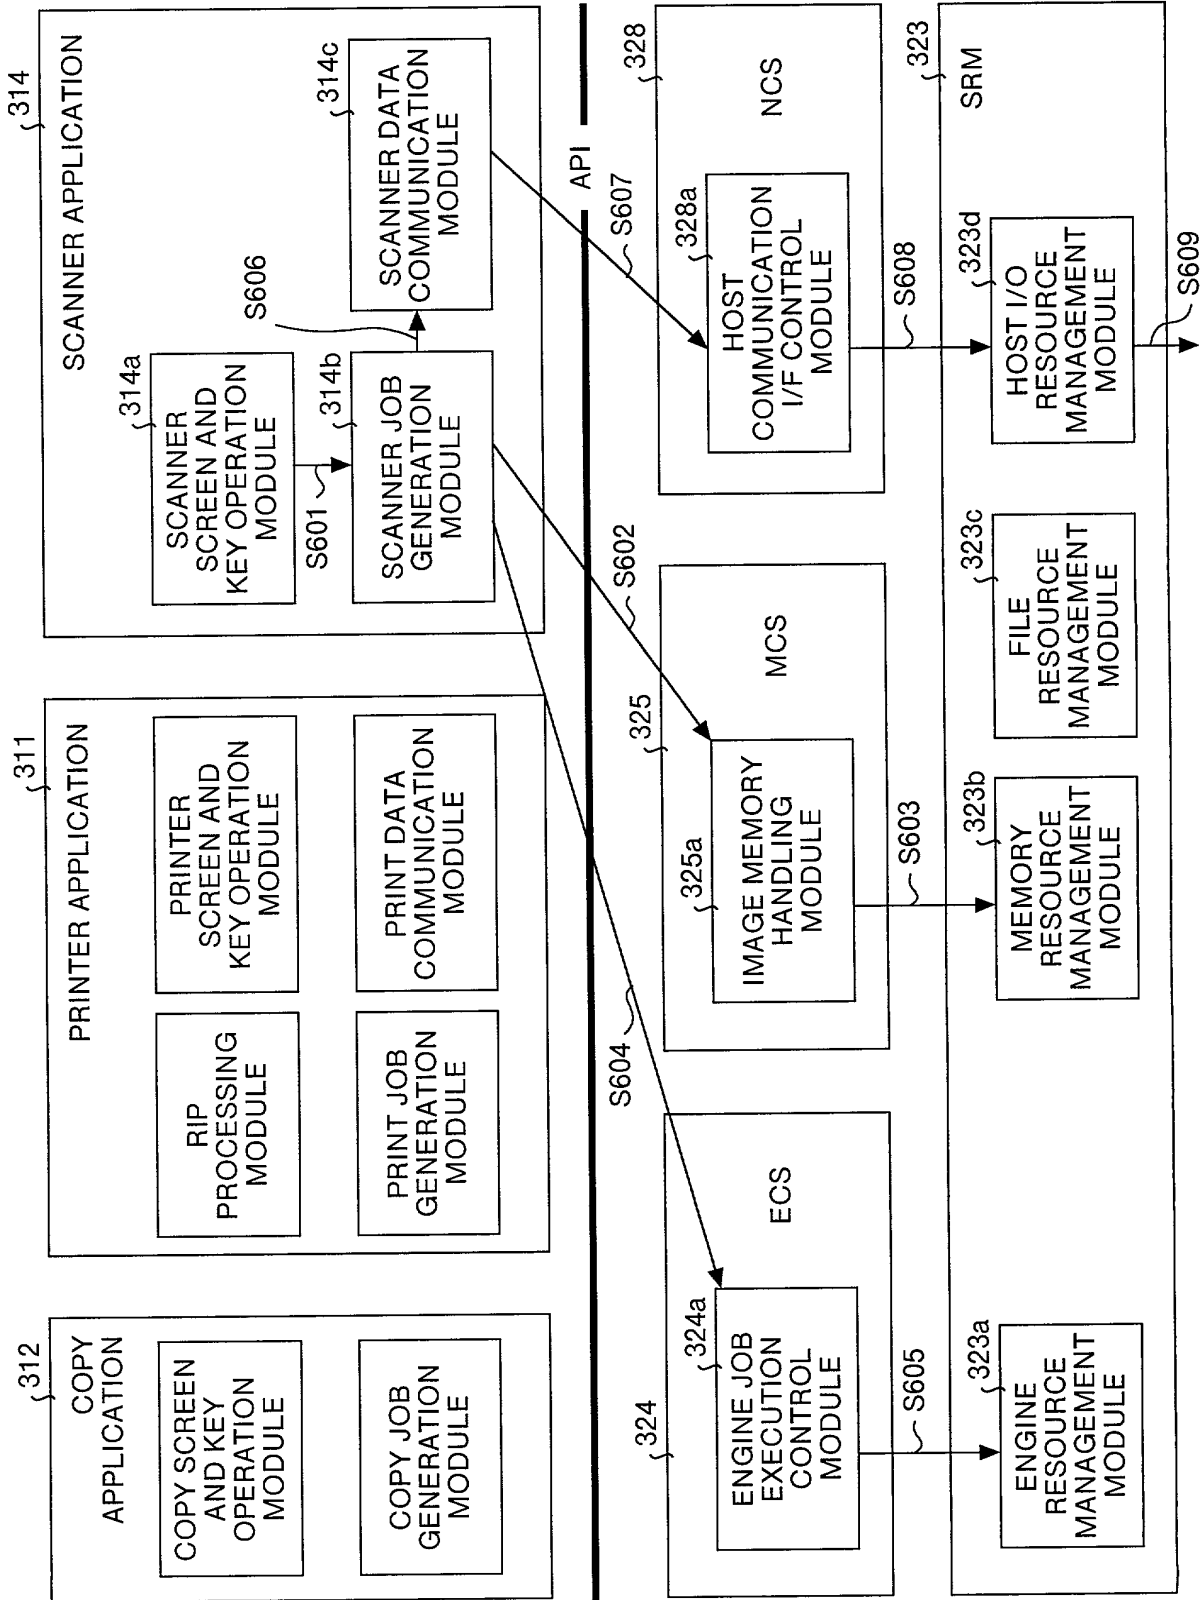 312
COPY
APPLICATION
COPY SCREEN
AND KEY
OPERATION
MODULE
COPY JOB
GENERATION
MODULE
311
PRINTER APPLICATION
RIP
PROCESSING
MODULE
PRINTER
SCREEN AND
KEY OPERATION
MODULE
PRINT JOB
GENERATION
MODULE
PRINT DATA
COMMUNICATION
MODULE
314
SCANNER APPLICATION
314a
SCANNER
SCREEN AND
KEY OPERATION
MODULE
S601
S606
314b
SCANNER JOB
GENERATION
MODULE
314c
SCANNER DATA
COMMUNICATION
MODULE
API
S604
S602
S607
324
ECS
324a
ENGINE JOB
EXECUTION
CONTROL
MODULE
S605
325
MCS
325a
IMAGE MEMORY
HANDLING
MODULE
S603
328
NCS
328a
HOST
COMMUNICATION
I/F CONTROL
MODULE
S608
323
SRM
323a
ENGINE
RESOURCE
MANAGEMENT
MODULE
323b
MEMORY
RESOURCE
MANAGEMENT
MODULE
323c
FILE
RESOURCE
MANAGEMENT
MODULE
323d
HOST I/O
RESOURCE
MANAGEMENT
MODULE
S609